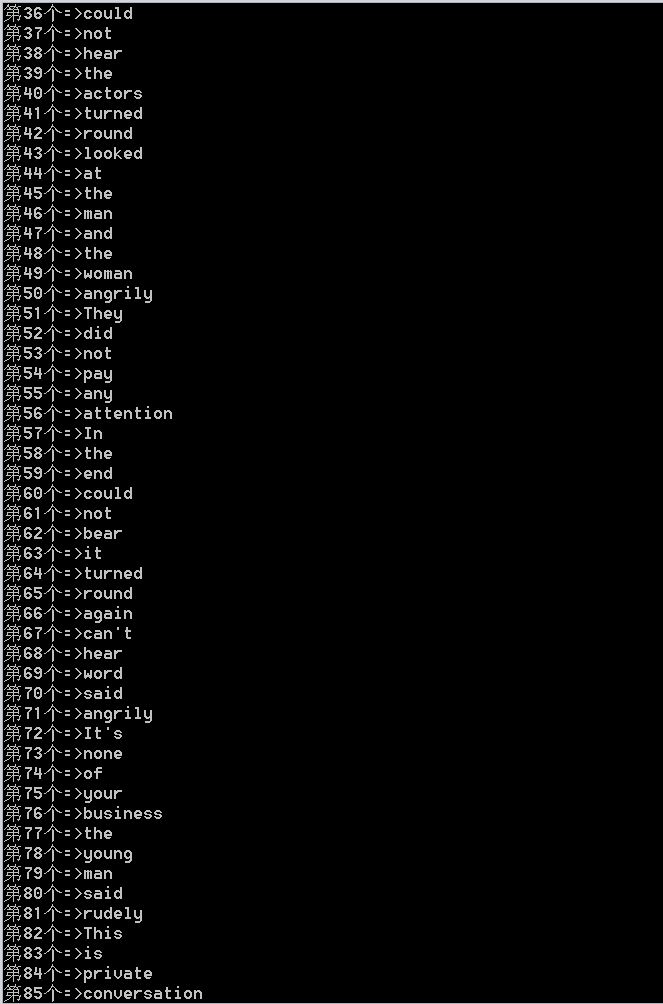 第36个=>could
第37个=>not
第38个=>hear
第39个=>the
第40个=>actors
第41个=>turned
第42个=>round
第43个=>looked
第44个=>at
第45个=>the
第46个=>man
第47个=>and
第48个=>the
第49个=>woman
第50个=>angrily
第51个=>They
第52个=>did
第53个=>not
第54个=>pay
第55个=>any
第56个=>attention
第57个=>In
第58个=>the
第59个=>end
第60个=>could
第61个=>not
第62个=>bear
第63个=>it
第64个=>turned
第65个=>round
第66个=>again
第67个=>can't
第68个=>hear
第69个=>word
第70个=>said
第71个=>angrily
第72个=>It's
第73个=>none
第74个=>of
第75个=>your
第76个=>business
第77个=>the
第78个=>young
第79个=>man
第80个=>said
第81个=>rudely
第82个=>This
第83个=>is
第84个=>private
第85个=>conversation